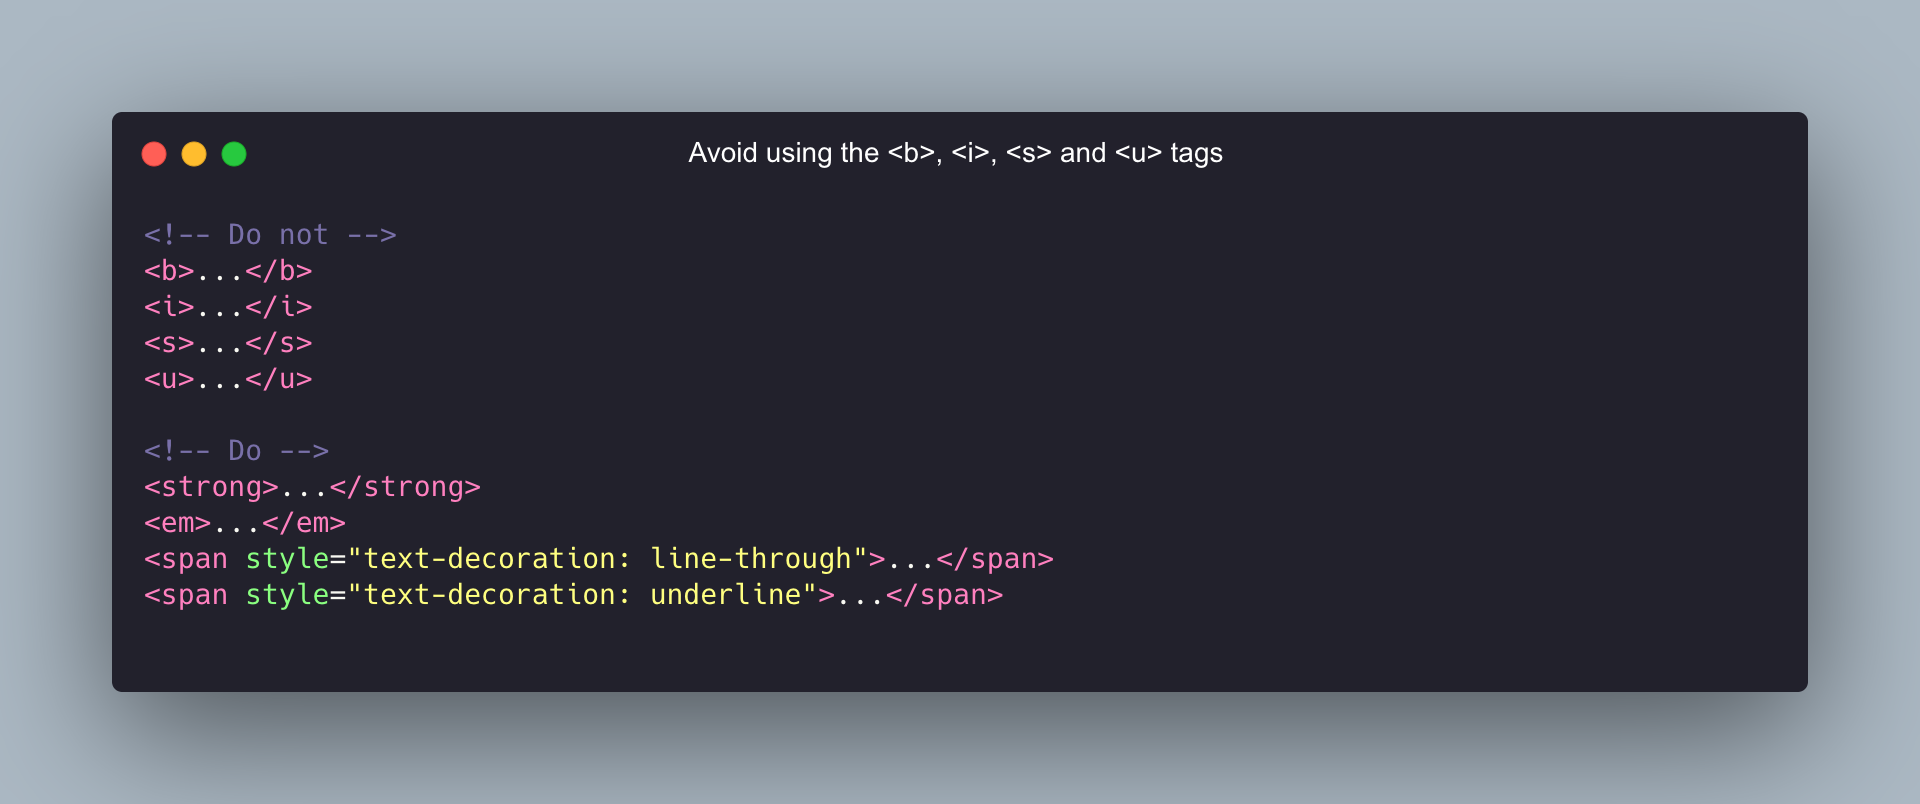 Avoid using the <b>, <i>, <s> and <u> tags
<!-- Do not -->
<b>...</b>
<i>...</i>
<s>...</s>
<u>...</u>
<!-- Do -->
<strong>...</strong>
<em>...</em>
<span style="text-decoration: line-through">...</span>
<span style="text-decoration: underline">...</span>